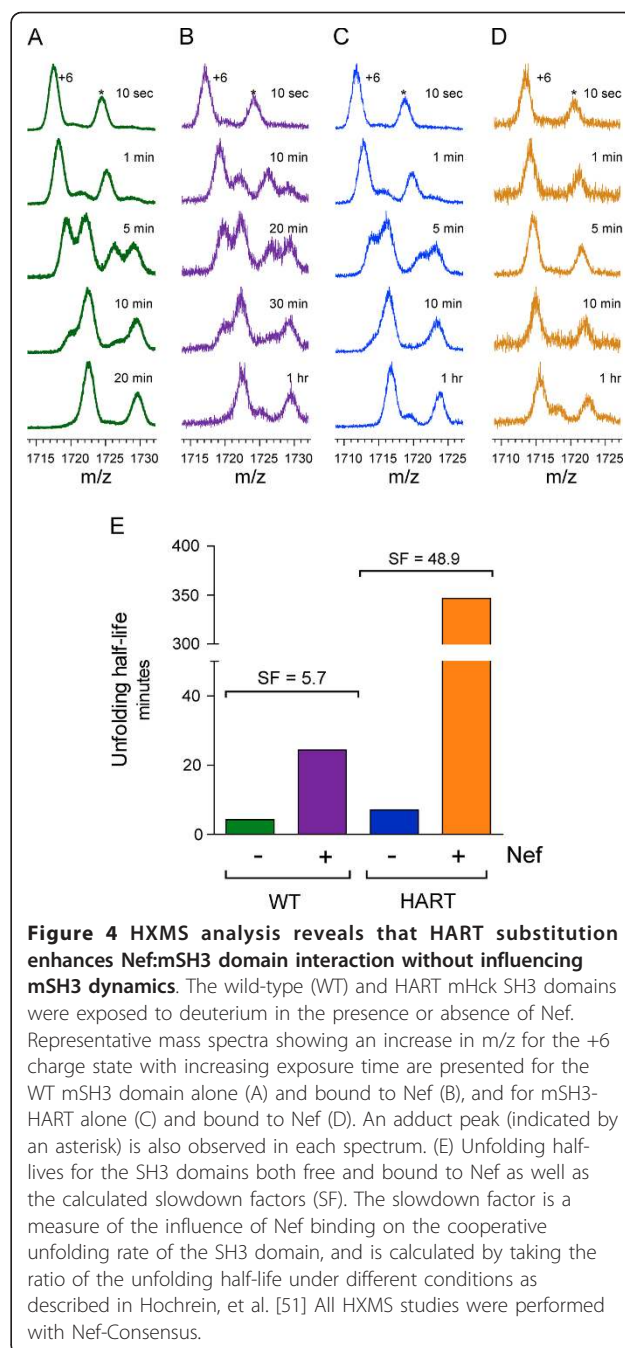 A
B
C
D
+6
*
10 sec
+6
*
10 sec
+6
*
10 sec
+6
*
10 sec
1 min
10 min
1 min
1 min
5 min
20 min
5 min
5 min
10 min
30 min
10 min
10 min
20 min
1 hr
1 hr
1 hr
1715 1720 1725 1730
1715 1720 1725 1730
1710 1715 1720 1725
1710 1715 1720 1725
m/z
m/z
m/z
m/z
E
400
350
300
40
20
0
Unfolding half-life
minutes
SF = 5.7
SF = 48.9
- + - + Nef
WT HART
Figure 4 HXMS analysis reveals that HART substitution
enhances Nef:mSH3 domain interaction without influencing
mSH3 dynamics. The wild-type (WT) and HART mHck SH3 domains
were exposed to deuterium in the presence or absence of Nef.
Representative mass spectra showing an increase in m/z for the +6
charge state with increasing exposure time are presented for the
WT mSH3 domain alone (A) and bound to Nef (B), and for mSH3-
HART alone (C) and bound to Nef (D). An adduct peak (indicated by
an asterisk) is also observed in each spectrum. (E) Unfolding half-
lives for the SH3 domains both free and bound to Nef as well as
the calculated slowdown factors (SF). The slowdown factor is a
measure of the influence of Nef binding on the cooperative
unfolding rate of the SH3 domain, and is calculated by taking the
ratio of the unfolding half-life under different conditions as
described in Hochrein, et al. [51] All HXMS studies were performed
with Nef-Consensus.